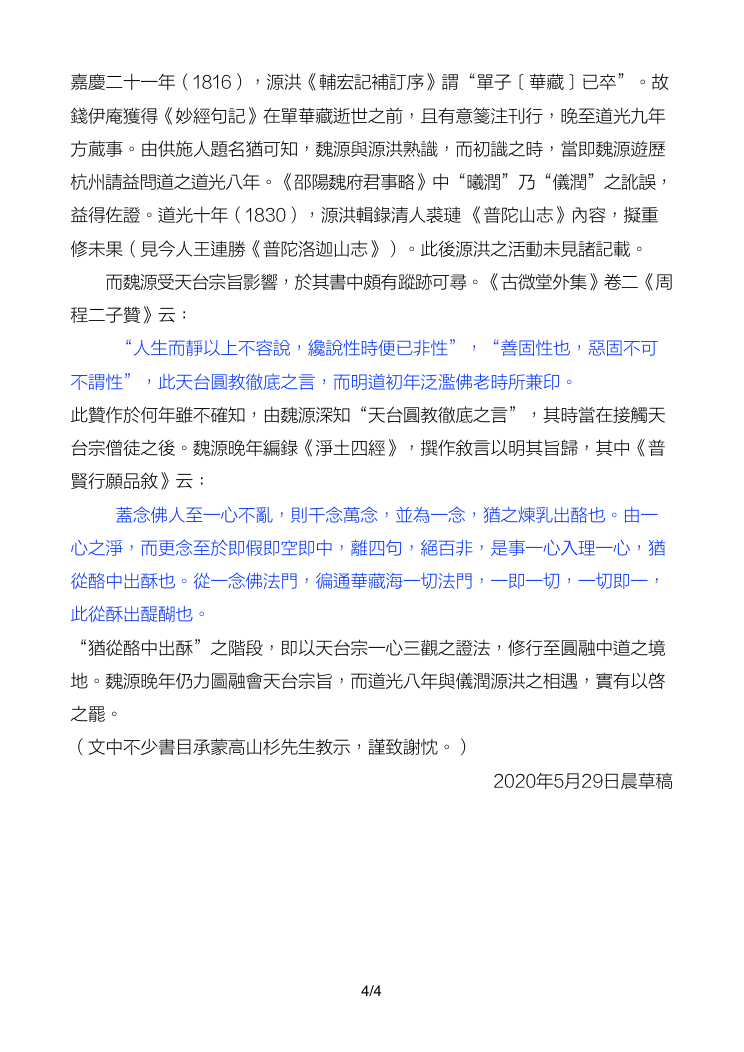 嘉慶二十一年（1816），源洪《輔宏記補訂序》謂“單子［華藏］已卒”。故
錢伊庵獲得《妙經句記》在單華藏逝世之前，且有意箋注刊行，晚至道光九年
方蕆事。由供施人題名猶可知，魏源與源洪熟識，而初識之時，當即魏源遊歷
杭州請益問道之道光八年。《邵陽魏府君事略》中“曦潤”乃“儀潤”之訛誤，
益得佐證。道光十年（1830），源洪輯錄清人裘璉《普陀山志》內容，擬重
修未果（見今人王連勝《普陀洛迦山志》）。此後源洪之活動未見諸記載。
而魏源受天台宗旨影響，於其書中頗有蹤跡可尋。《古微堂外集》卷二《周
程二子贊》云：
“人生而靜以上不容說，纔說性時便已非性”，“善固性也，惡固不可
不謂性”，此天台圓教徹底之言，而明道初年泛濫佛老時所兼印。
此贊作於何年雖不確知，由魏源深知“天台圓教徹底之言”，其時當在接觸天
台宗僧徒之後。魏源晚年編錄《淨土四經》，撰作敘言以明其旨歸，其中《普
賢行願品敘》云：
蓋念佛人至一心不亂，則千念萬念，並為一念，猶之煉乳出酪也。由一
心之淨，而更念至於即假即空即中，離四句，絕百非，是事一心入理一心，猶
從酪中出酥也。從一念佛法門，徧通華藏海一切法門，一即一切，一切即一，
此從酥出醍醐也。
“猶從酪中出酥”之階段，即以天台宗一心三觀之證法，修行至圓融中道之境
地。魏源晚年仍力圖融會天台宗旨，而道光八年與儀潤源洪之相遇，實有以啓
之罷。
（文中不少書目承蒙高山杉先生教示，謹致謝忱。）
2020年5月29日晨草稿
4/4